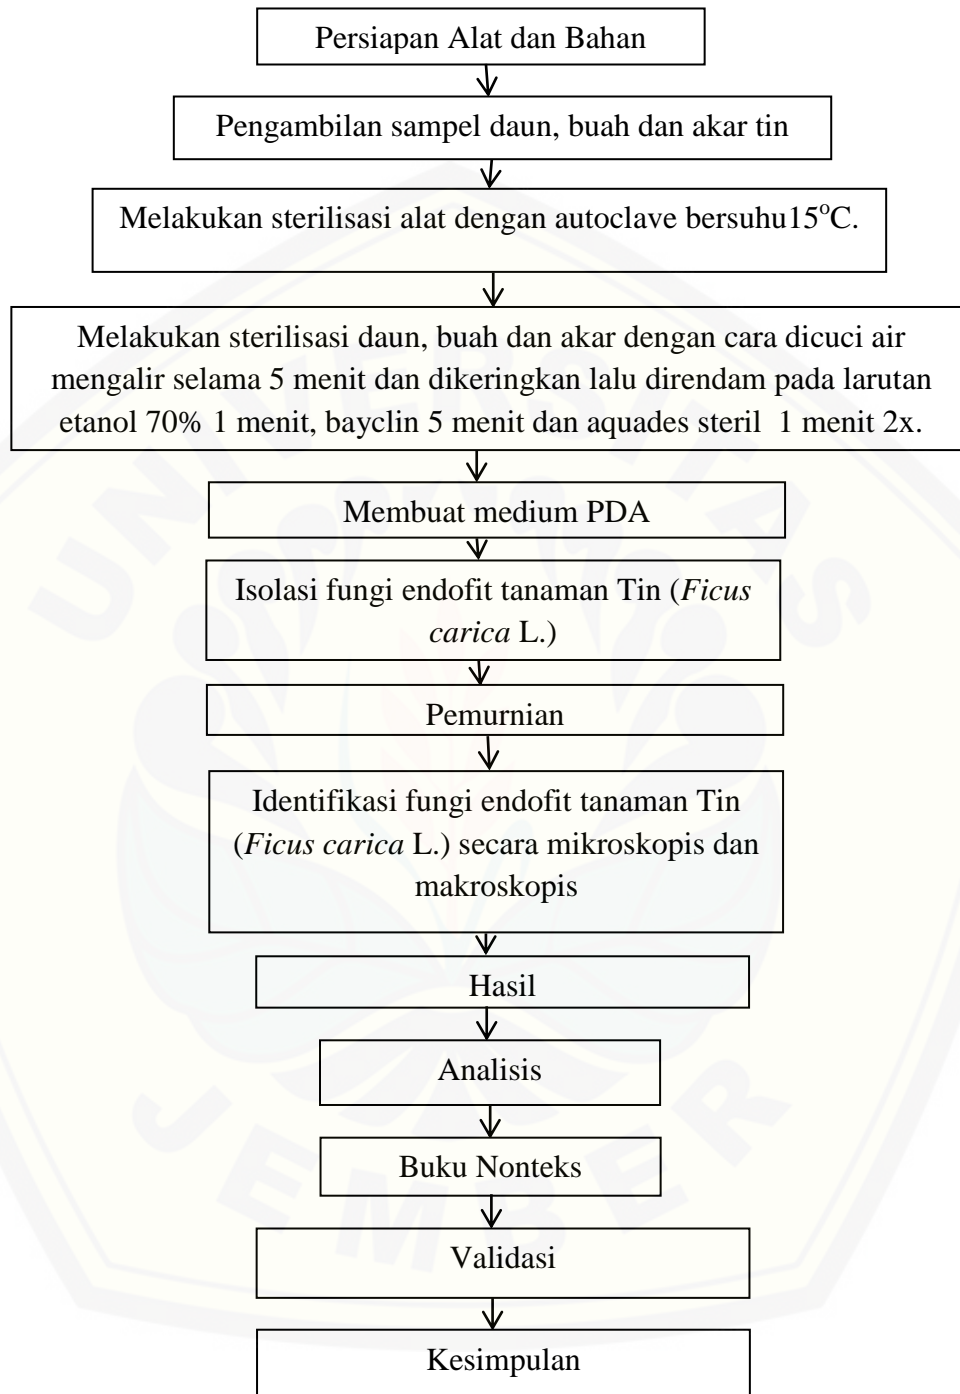 Persiapan Alat dan Bahan
Pengambilan sampel daun, buah dan akar tin
Melakukan sterilisasi alat dengan autoclave bersuhu15°C.
Melakukan sterilisasi daun, buah dan akar dengan cara dicuci air
mengalir selama 5 menit dan dikeringkan lalu direndam pada larutan
etanol 70% 1 menit, bayclin 5 menit dan aquades steril 1 menit 2x.
Membuat medium PDA
Isolasi fungi endofit tanaman Tin (Ficus
carica L.)
Pemurnian
Identifikasi fungi endofit tanaman Tin
(Ficus carica L.) secara mikroskopis dan
makroskopis
Hasil
Analisis
Buku Nonteks
Validasi
Kesimpulan
UNIVERSITAS
JEMBER